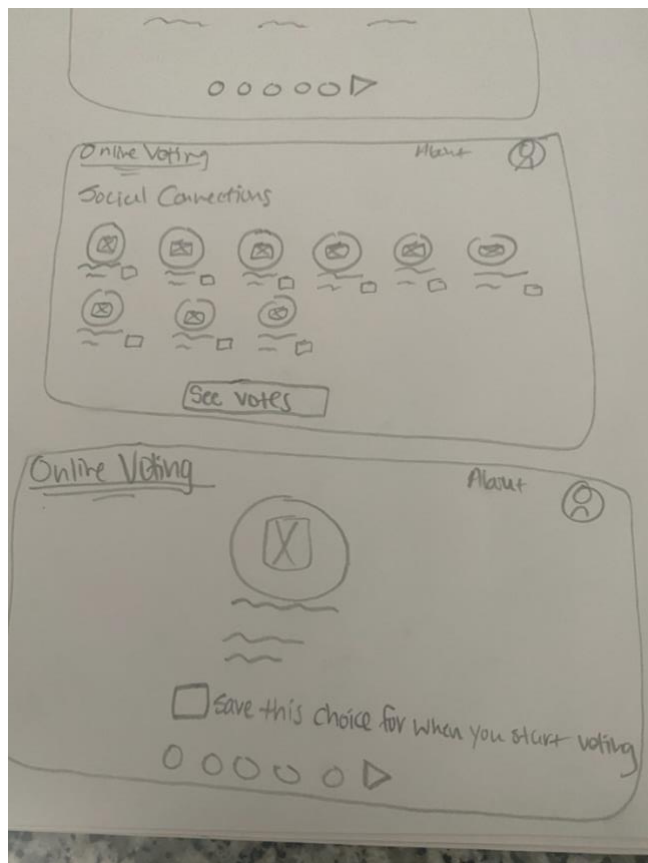 Online Voting
About
Social Connections
See votes
Online Voting
About
Save this choice for when you start voting